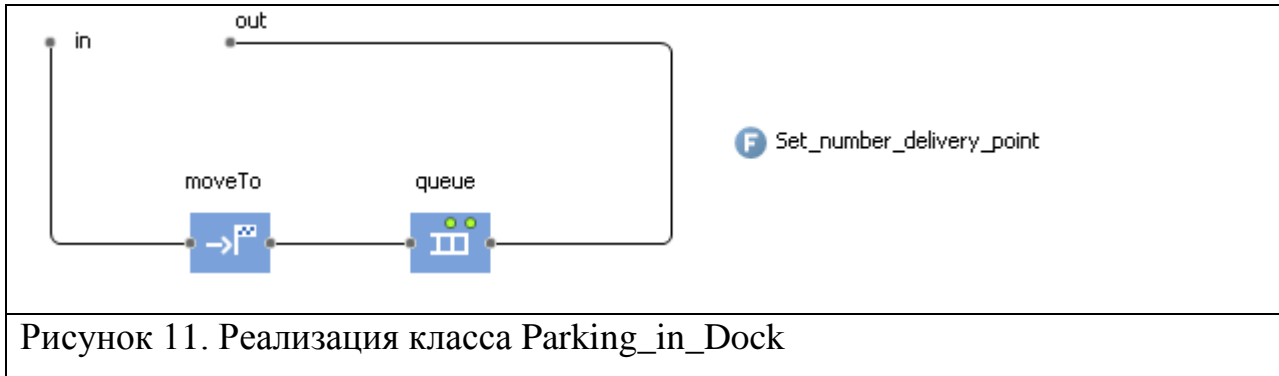 out
in
F Set_number_delivery_point
moveTo
queue
Рисунок 11. Реализация класса Parking_in_Dock